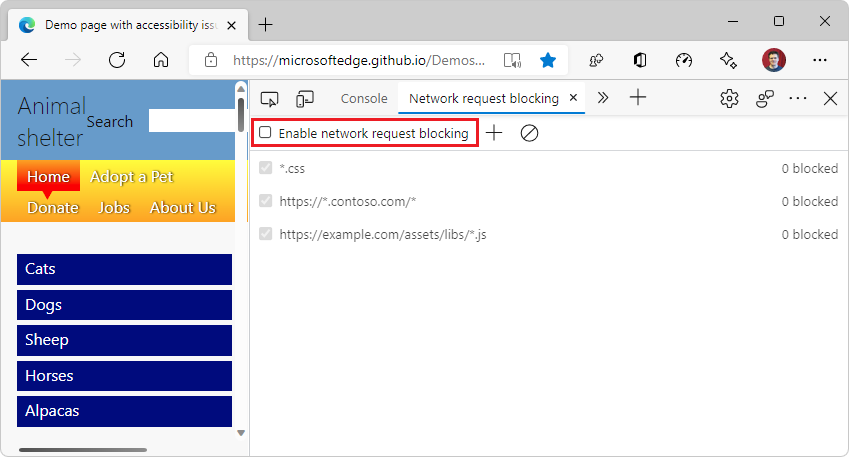 Demo page with accessibility issu
https://microsoftedge.github.io/Demos...
Animal
shelter
Search
Home
Adopt a Pet
Donate
Jobs
About Us
Cats
Dogs
Sheep
Horses
Alpacas
Console
Network request blocking
Enable network request blocking
*.css
0 blocked
https://*.contoso.com/*
0 blocked
https://example.com/assets/libs/*.js
0 blocked